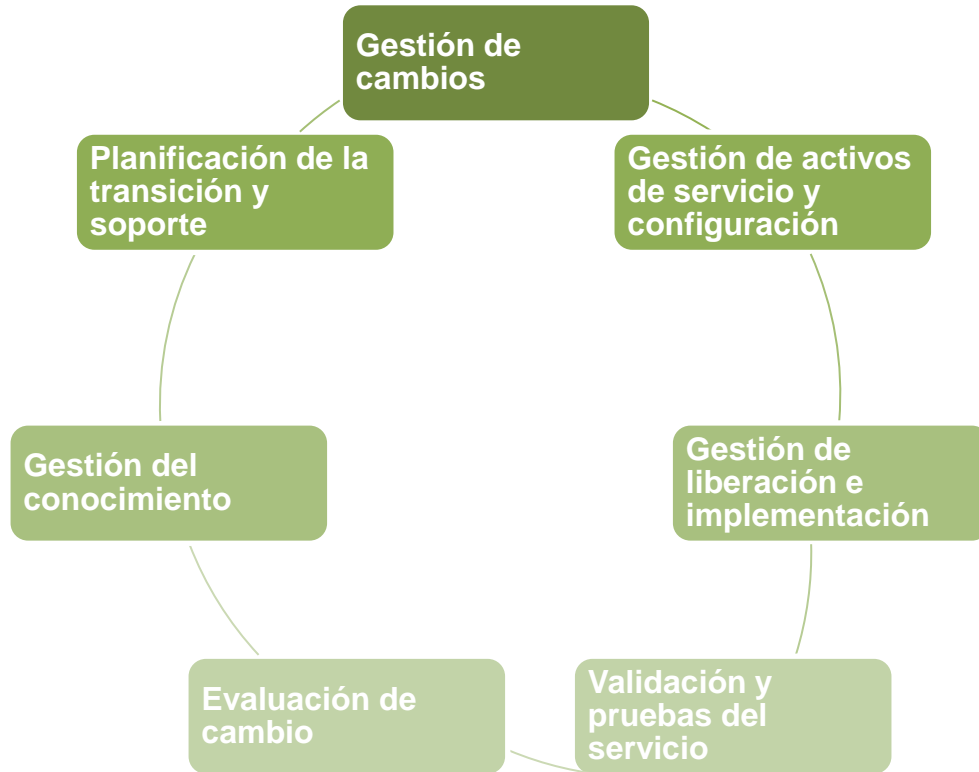 Gestión de
cambios
Planificación de la
transición y
soporte
Gestión de activos
de servicio y
configuración
Gestión del
conocimiento
Gestión de
liberación e
implementación
Evaluación de
cambio
Validación y
pruebas del
servicio